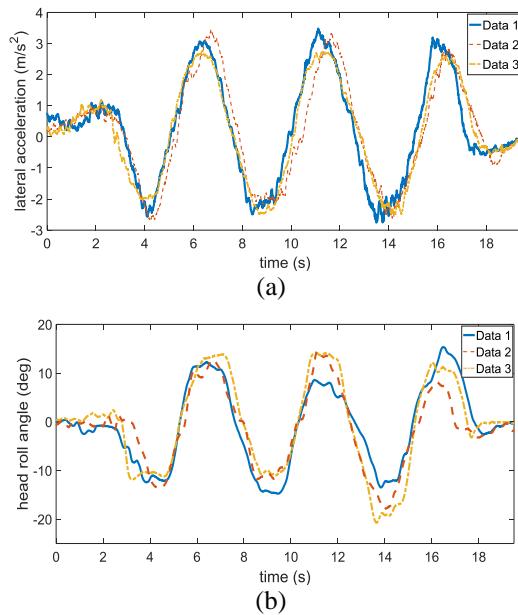 lateral acceleration (m/s²)
4
3
2
1
0
-1
-2
-3
Data 1
Data 2
Data 3
0 2 4 6 8 10 12 14 16 18
time (s)
(a)
head roll angle (deg)
20
10
0
-10
-20
Data 1
Data 2
Data 3
0 2 4 6 8 10 12 14 16 18
time (s)
(b)